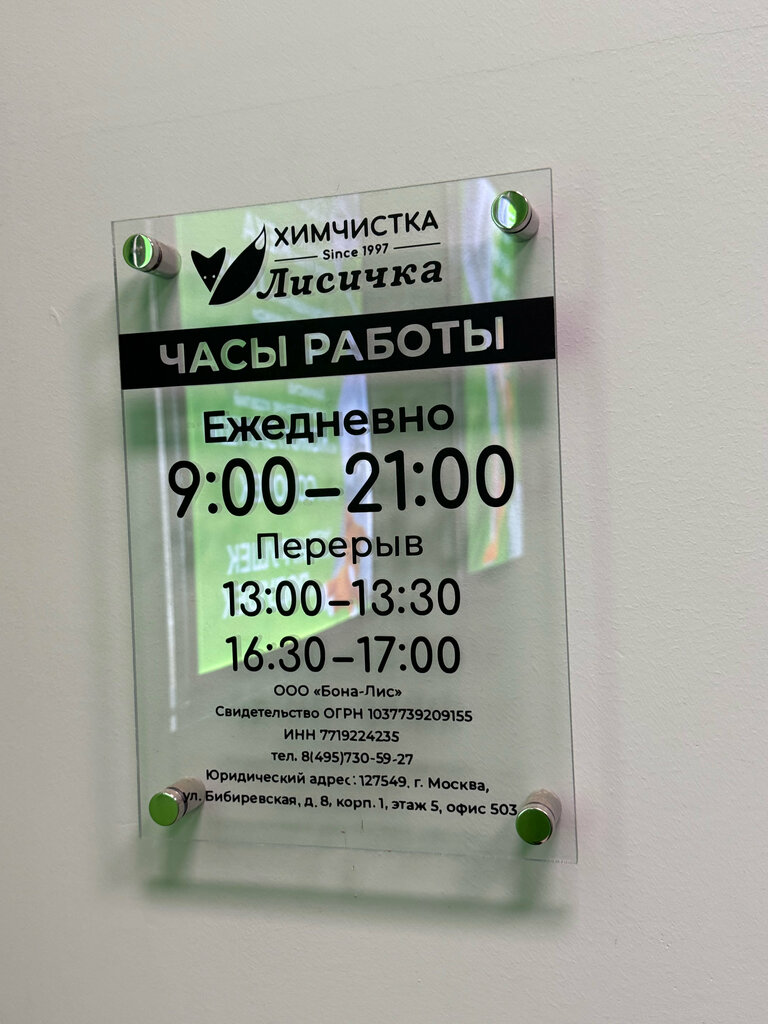 ХИМЧИСТКА
Since 1997
Лисичка
ЧАСЫ РАБОТЫ
Ежедневно
9:00–21:00
Перерыв
13:00–13:30
16:30–17:00
ООО «Бона-Лис»
Свидетельство ОГРН 1037739209155
ИНН 7719224235
тел. 8(495)730-59-27
Юридический адрес: 127549, г. Москва,
ул. Бибиревская, д. 8, корп. 1, этаж 5, офис 503